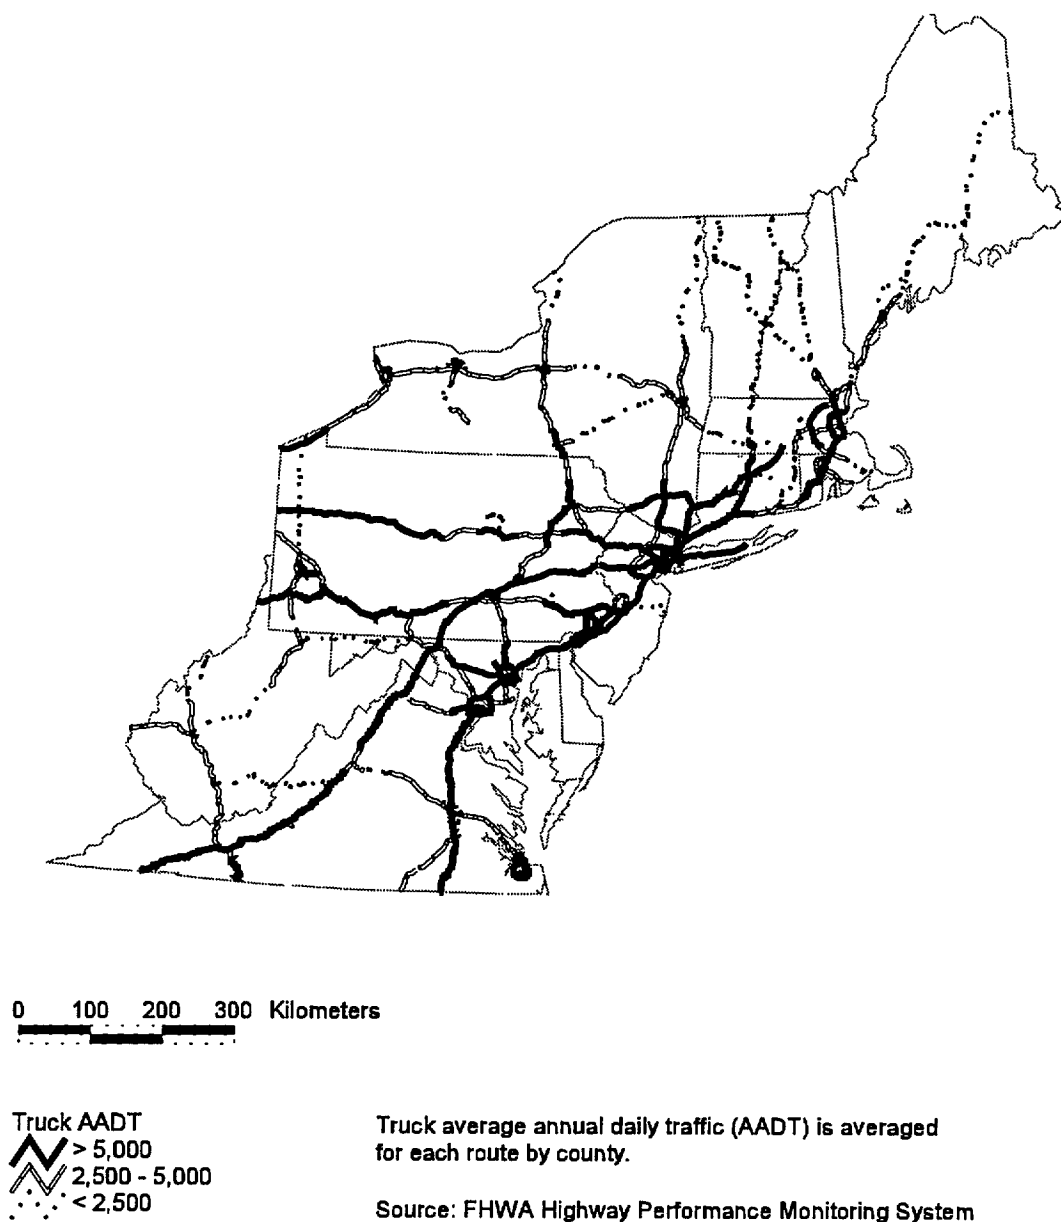 0 100 200 300 Kilometers
Truck AADT
> 5,000
2,500 - 5,000
< 2,500
Truck average annual daily traffic (AADT) is averaged
for each route by county.
Source: FHWA Highway Performance Monitoring System